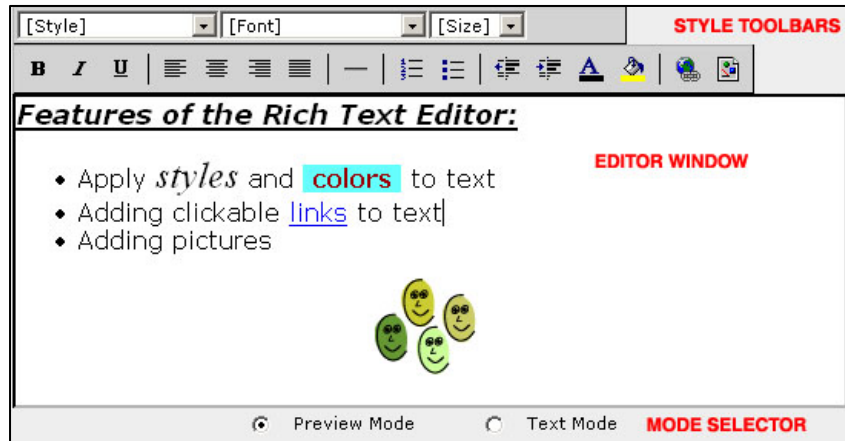 [Style] [Font] [Size] STYLE TOOLBARS
B I U A
Features of the Rich Text Editor:
EDITOR WINDOW
• Apply styles and colors to text
• Adding clickable links to text
• Adding pictures
Preview Mode Text Mode MODE SELECTOR